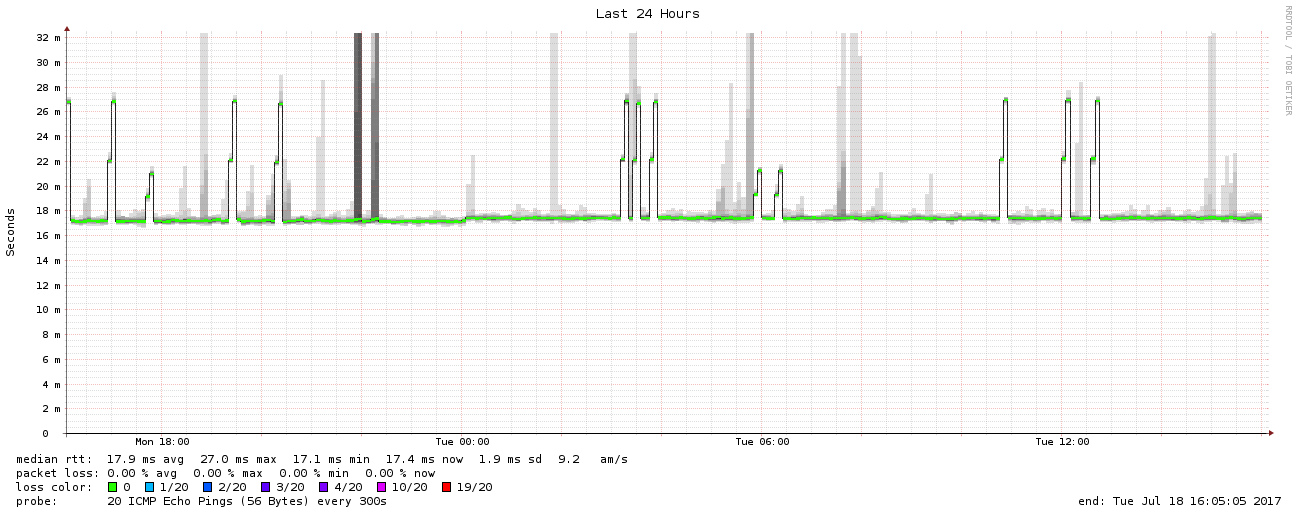 Last 24 Hours
RRDTOOL / TOBI OETIKER
Seconds
32 m
30 m
28 m
26 m
24 m
22 m
20 m
18 m
16 m
14 m
12 m
10 m
8 m
6 m
4 m
2 m
0
Mon 18:00 Tue 00:00 Tue 06:00 Tue 12:00
median rtt: 17.9 ms avg 27.0 ms max 17.1 ms min 17.4 ms now 1.9 ms sd 9.2 am/s
packet loss: 0.00 % avg 0.00 % max 0.00 % min 0.00 % now
loss color: 0 1/20 2/20 3/20 4/20 10/20 19/20
probe: 20 ICMP Echo Pings (56 Bytes) every 300s end: Tue Jul 18 16:05:05 2017